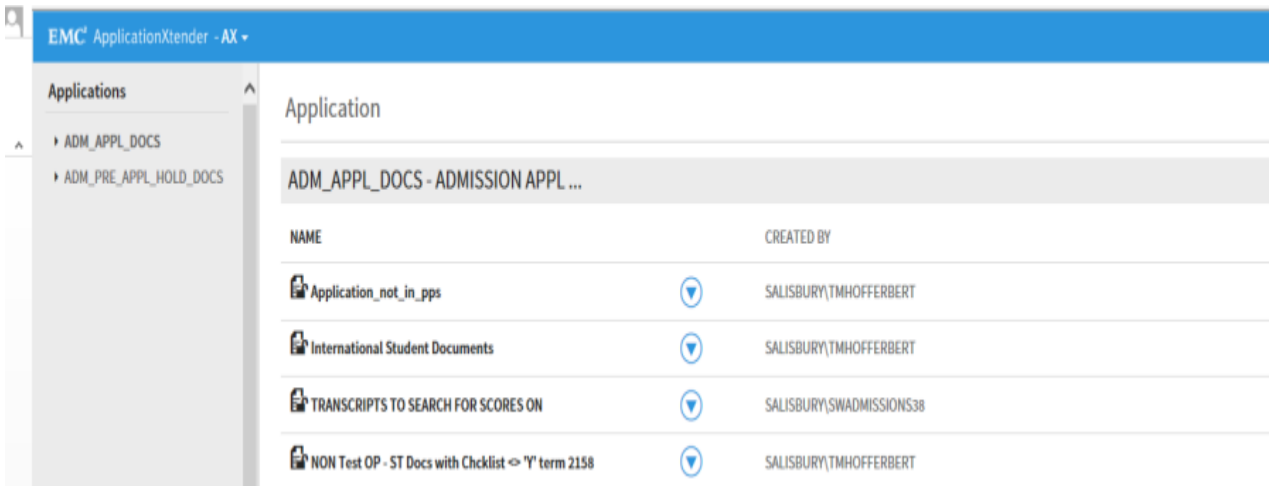 EMC² ApplicationXtender - AX
Applications
ADM_APPL_DOCS
ADM_PRE_APPL_HOLD_DOCS
Application
ADM_APPL_DOCS - ADMISSION APPL ...
NAME CREATED BY
Application_not_in_pps SALISBURY\TMHOFFERBERT
International Student Documents SALISBURY\TMHOFFERBERT
TRANSCRIPTS TO SEARCH FOR SCORES ON SALISBURY\SWADMISSIONS38
NON Test OP - ST Docs with Chcklist <> 'Y' term 2158 SALISBURY\TMHOFFERBERT